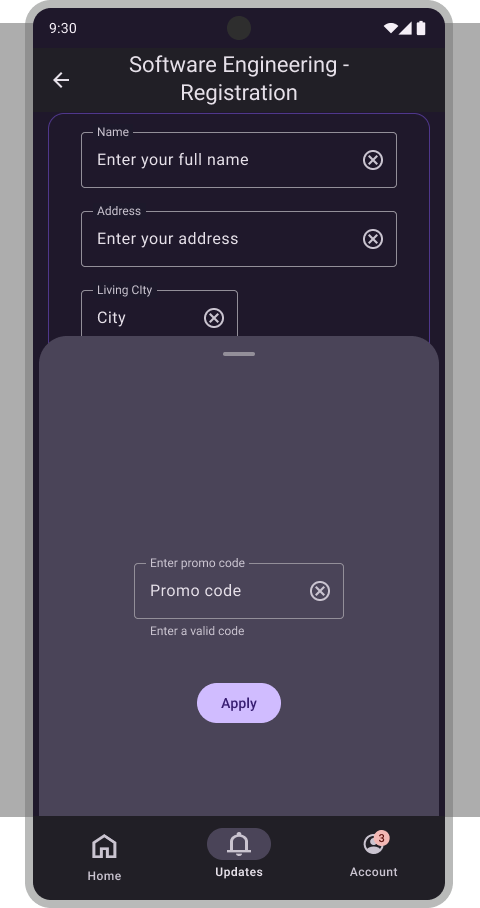 9:30
Software Engineering -
Registration
Name
Enter your full name
Address
Enter your address
Living CIty
CIty
Enter promo code
Promo code
Enter a valid code
Apply
3
Home
Updates
Account